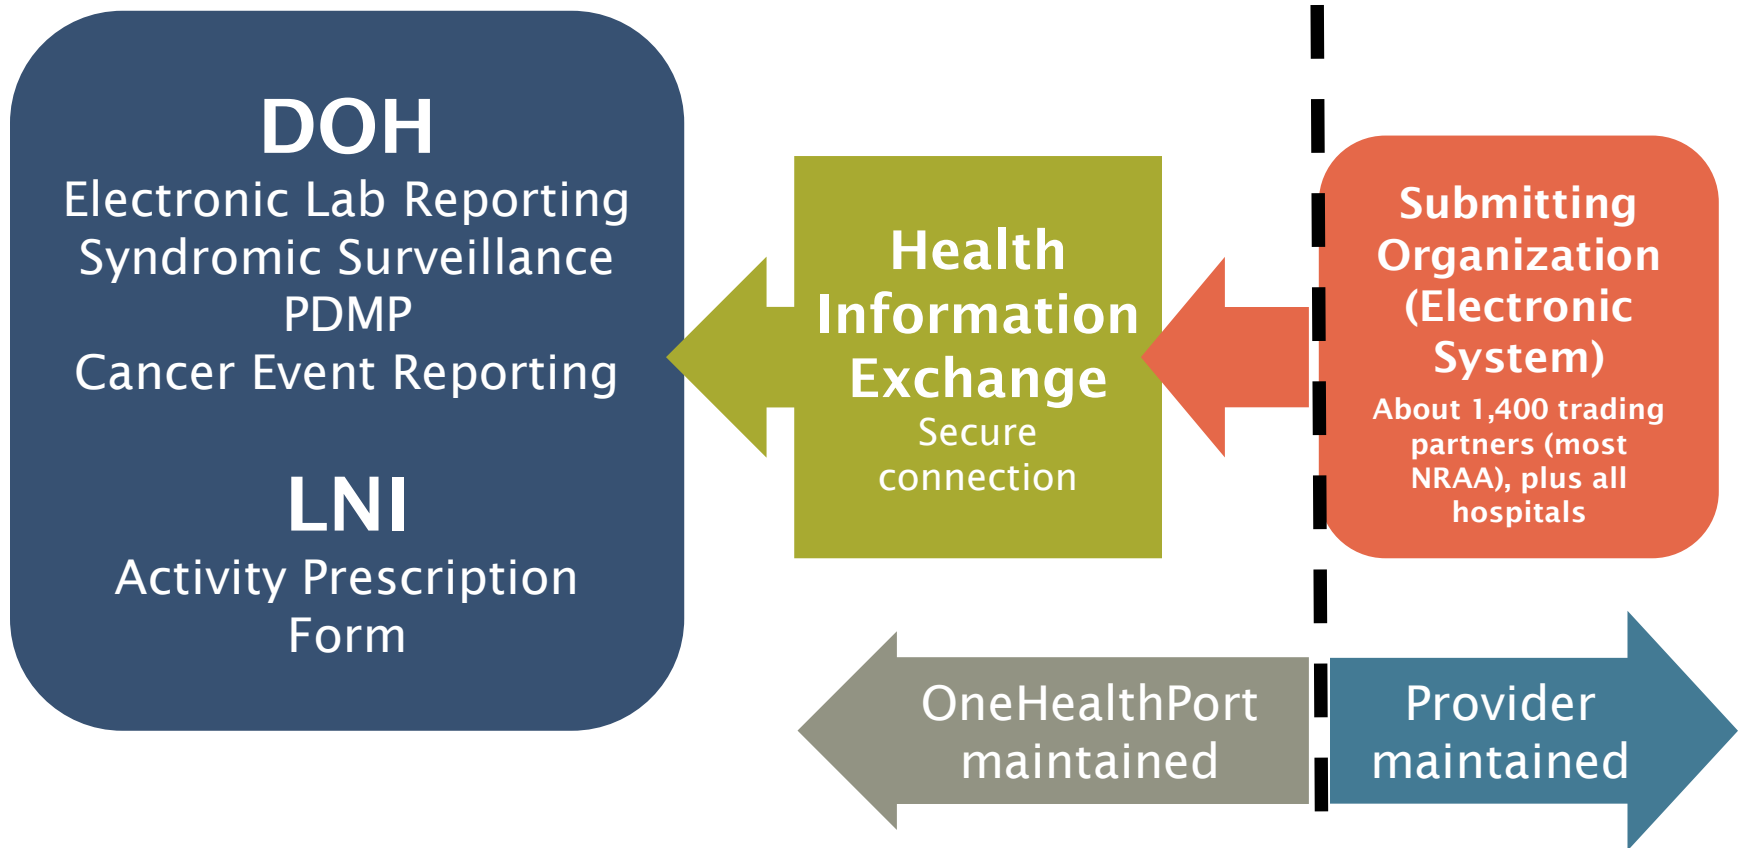 DOH
Electronic Lab Reporting
Syndromic Surveillance
PDMP
Cancer Event Reporting
LNI
Activity Prescription
Form
Health
Information
Exchange
Secure
connection
Submitting
Organization
(Electronic
System)
About 1,400 trading
partners (most
NRAA), plus all
hospitals
OneHealthPort
maintained
Provider
maintained